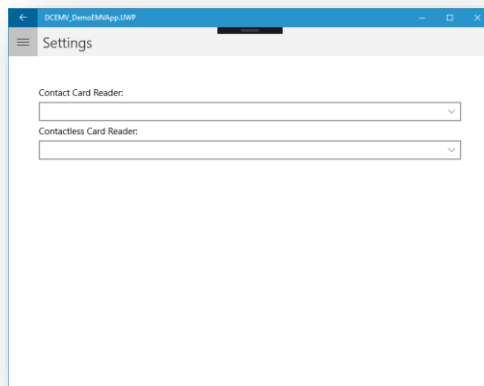 DCEMV_DemoEMVApp.UWP
Settings
Contact Card Reader:
Contactless Card Reader: